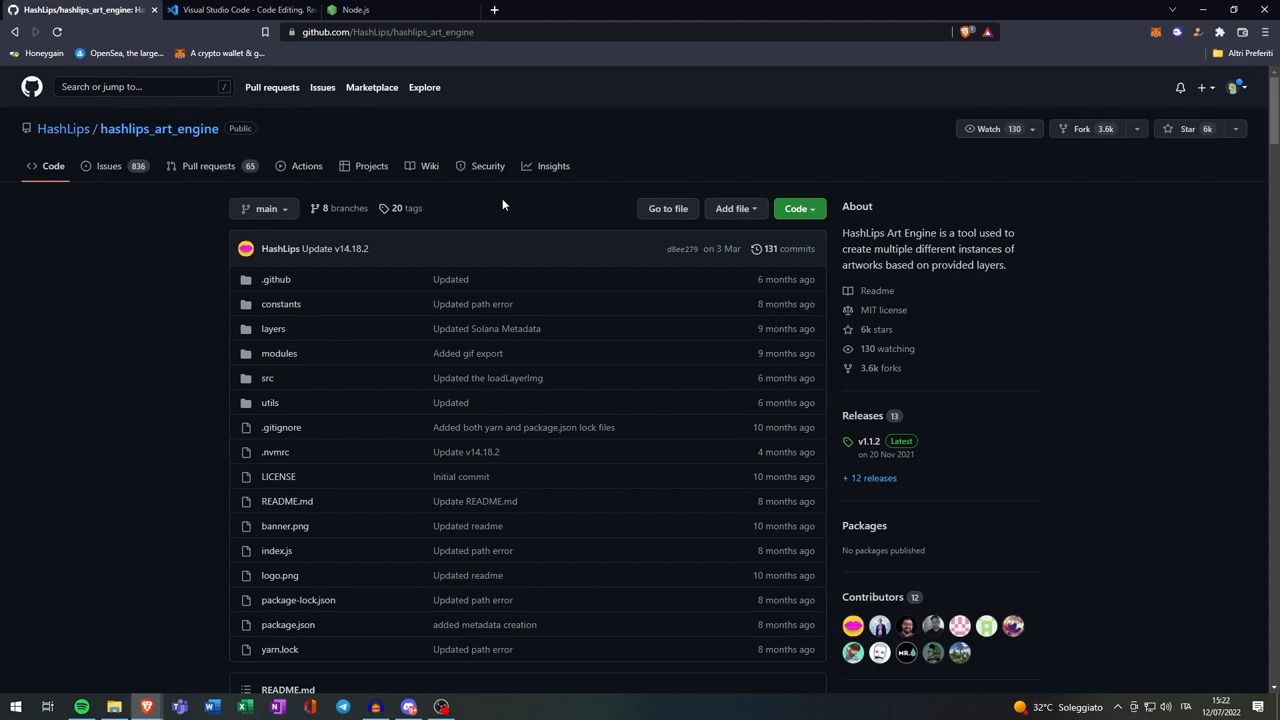 HashLips/hashlips_art_engine: Ha
Visual Studio Code - Code Editing. Re
Node.js
github.com/HashLips/hashlips_art_engine
Honeygain
OpenSea, the large...
A crypto wallet & g...
Altri Preferiti
Search or jump to...
/
Pull requests
Issues
Marketplace
Explore
HashLips / hashlips_art_engine
Public
Watch 130
Fork 3.6k
Star 6k
Code
Issues 836
Pull requests 65
Actions
Projects
Wiki
Security
Insights
main
8 branches
20 tags
Go to file
Add file
Code
HashLips Update v14.18.2
d8ee279 on 3 Mar
131 commits
.github Updated 6 months ago
constants Updated path error 8 months ago
layers Updated Solana Metadata 9 months ago
modules Added gif export 9 months ago
src Updated the loadLayerImg 6 months ago
utils Updated 6 months ago
.gitignore Added both yarn and package.json lock files 10 months ago
.nvmrc Update v14.18.2 4 months ago
LICENSE Initial commit 10 months ago
README.md Update README.md 8 months ago
banner.png Updated readme 10 months ago
index.js Updated path error 8 months ago
logo.png Updated readme 10 months ago
package-lock.json Updated path error 8 months ago
package.json added metadata creation 8 months ago
yarn.lock Updated path error 8 months ago
README.md
About
HashLips Art Engine is a tool used to
create multiple different instances of
artworks based on provided layers.
Readme
MIT license
6k stars
130 watching
3.6k forks
Releases 13
v1.1.2 Latest
on 20 Nov 2021
+ 12 releases
Packages
No packages published
Contributors 12
MR.
32°C Soleggiato
ITA
15:22
12/07/2022